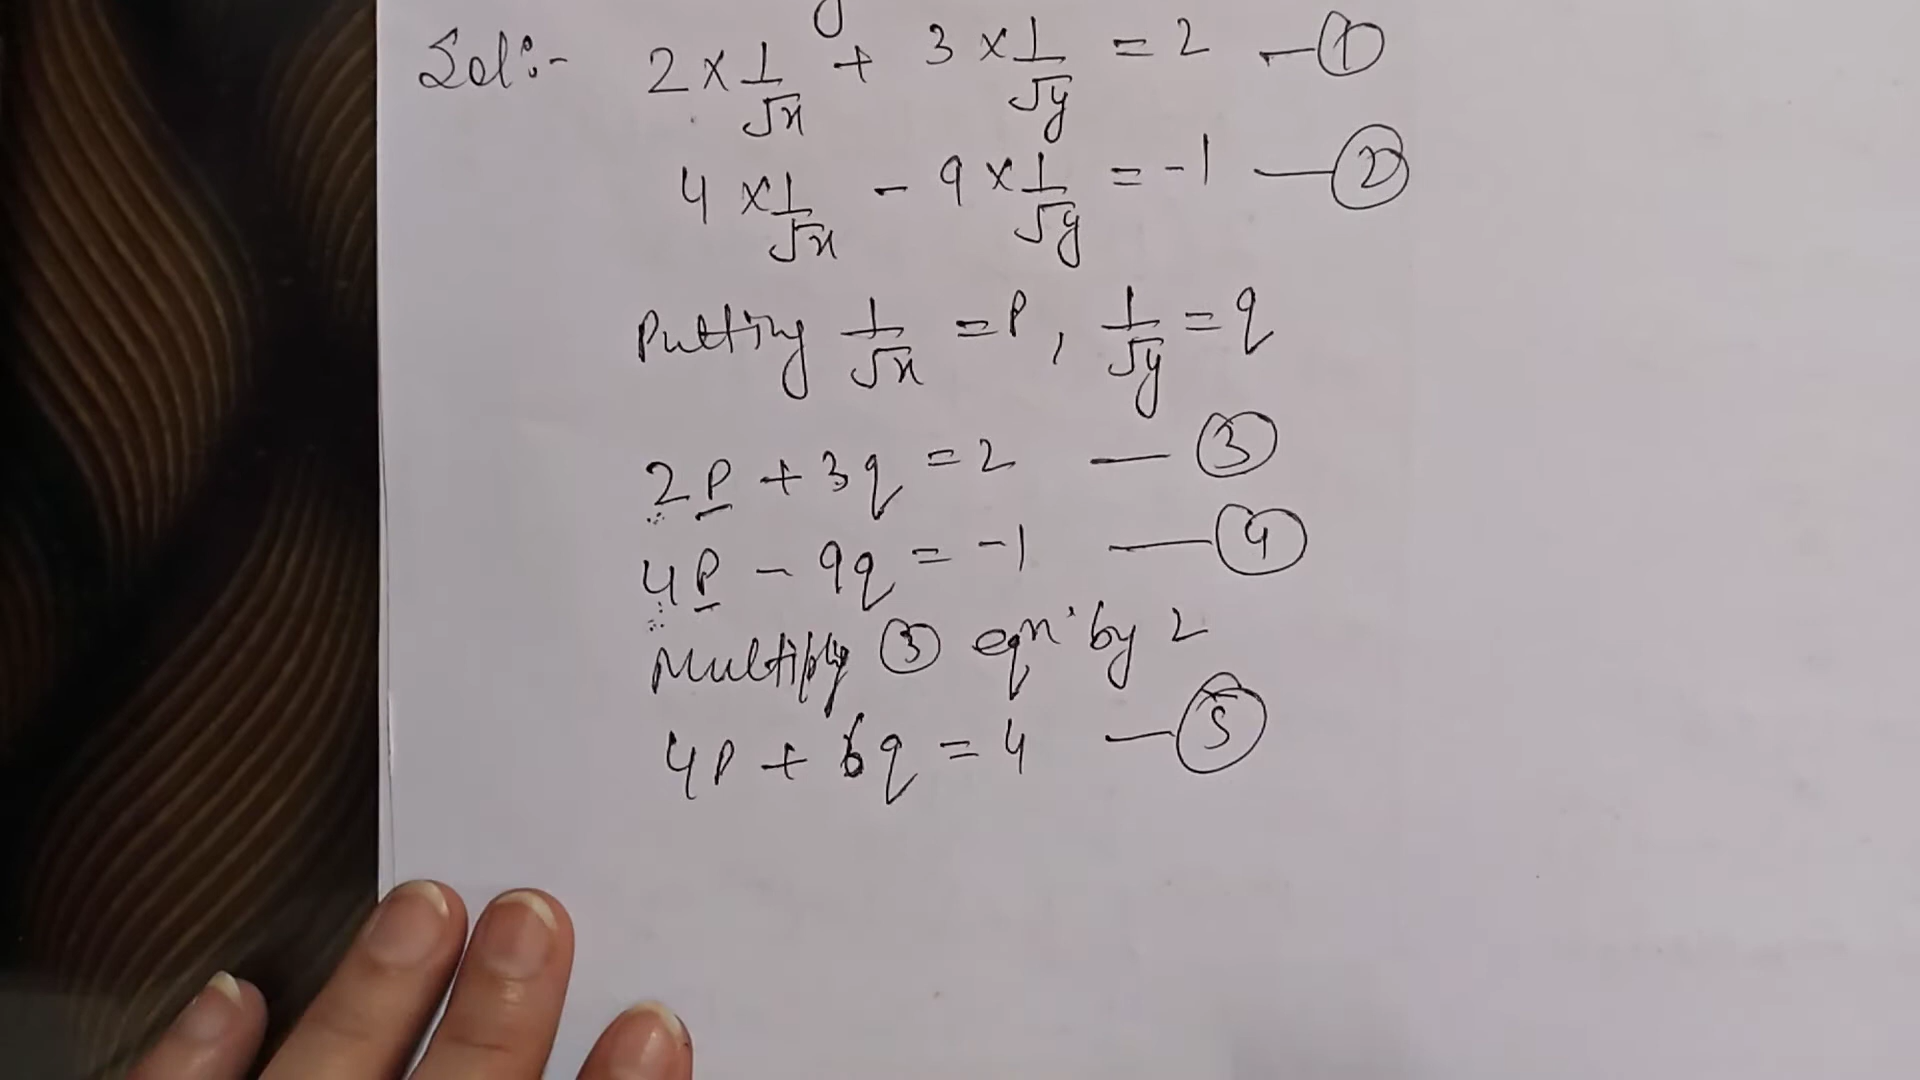 Sol:- 2 × 1/√x + 3 × 1/√y = 2 — ①
4 × 1/√x - 9 × 1/√y = -1 — ②
Putting 1/√x = P, 1/√y = q
2P + 3q = 2 — ③
4P - 9q = -1 — ④
Multiply ③ eqn. by 2
4P + 6q = 4 — ⑤